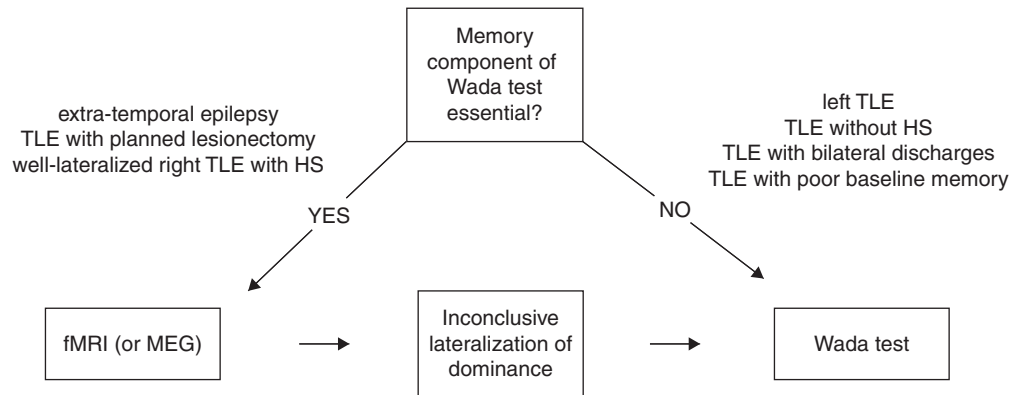 Memory
component of
Wada test
essential?
extra-temporal epilepsy
TLE with planned lesionectomy
well-lateralized right TLE with HS
left TLE
TLE without HS
TLE with bilateral discharges
TLE with poor baseline memory
YES
NO
fMRI (or MEG)
Inconclusive
lateralization of
dominance
Wada test